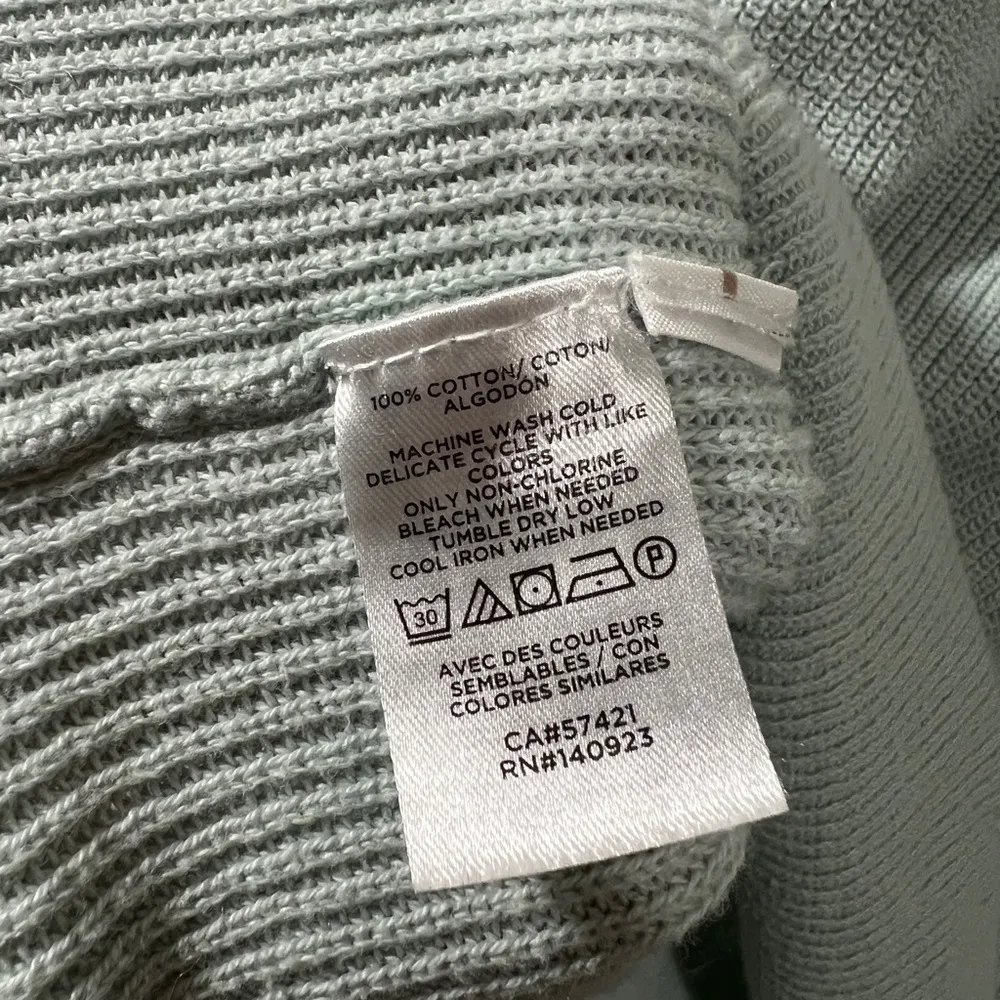 100% COTTON/ COTON/
ALGODÓN
MACHINE WASH COLD
DELICATE CYCLE WITH LIKE
COLORS
ONLY NON-CHLORINE
BLEACH WHEN NEEDED
TUMBLE DRY LOW
COOL IRON WHEN NEEDED
30 P
AVEC DES COULEURS
SEMBLABLES / CON
COLORES SIMILARES
CA#57421
RN#140923